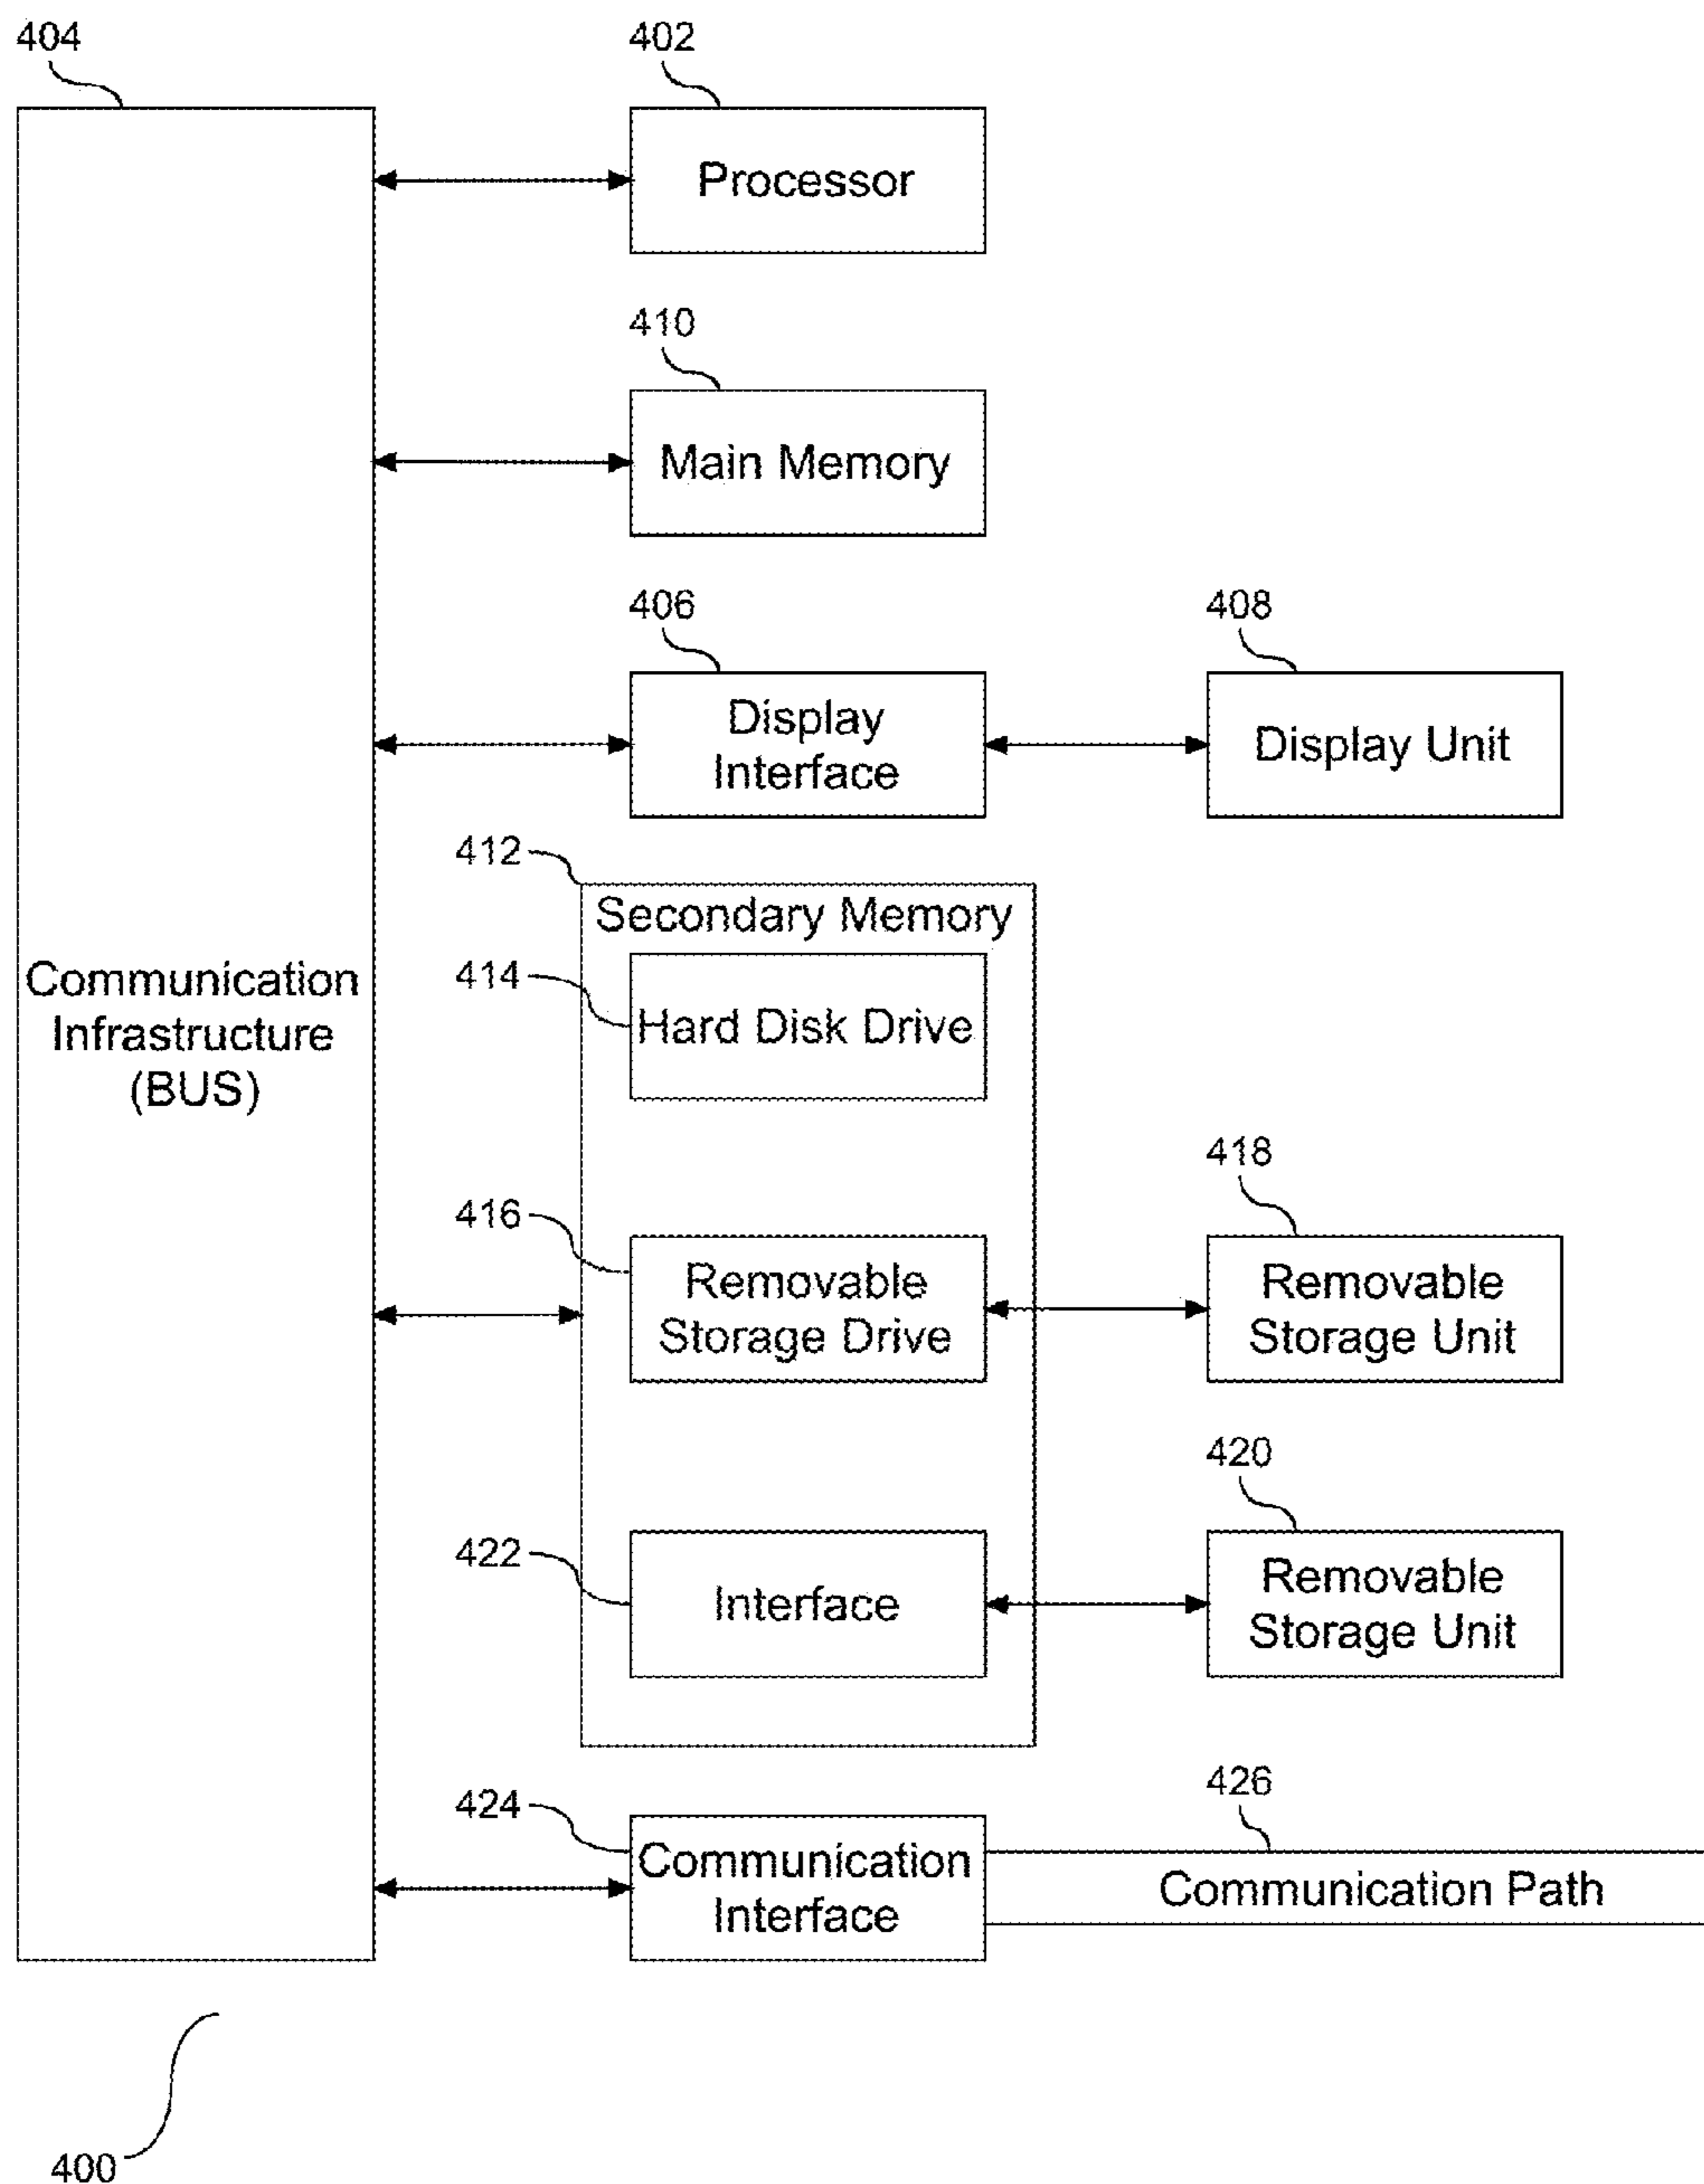 404
402
Processor
410
Main Memory
406
408
Display
Interface
Display Unit
412
Secondary Memory
414
Hard Disk Drive
Communication
Infrastructure
(BUS)
416
418
Removable
Storage Drive
Removable
Storage Unit
420
422
Interface
Removable
Storage Unit
424
426
Communication
Interface
Communication Path
400